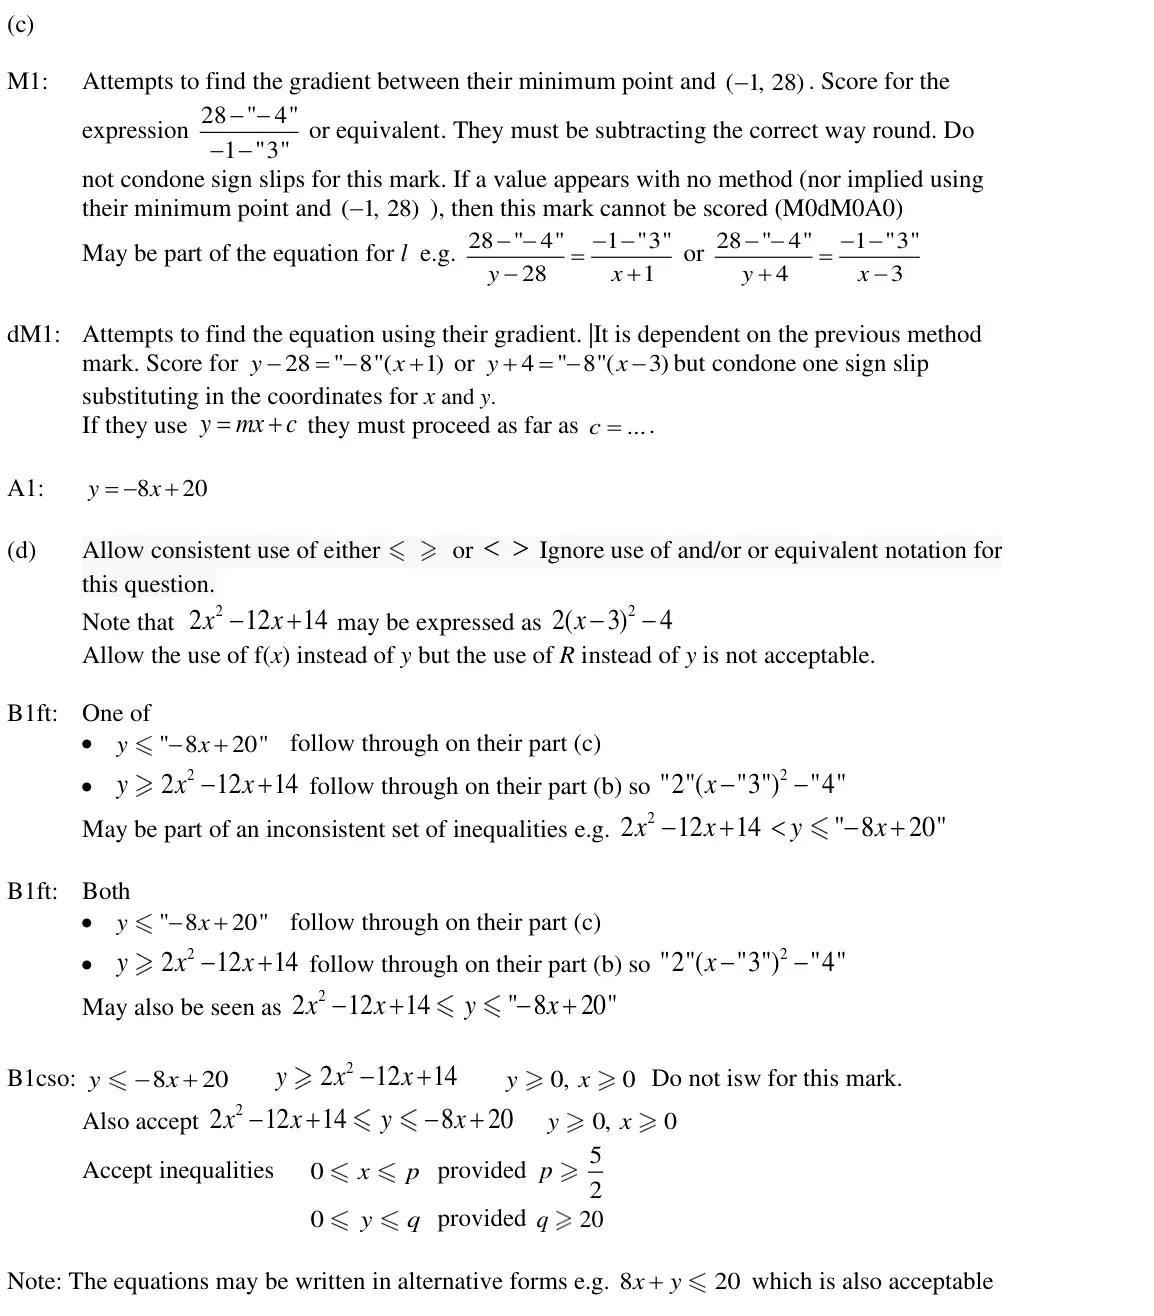 (c)
M1: Attempts to find the gradient between their minimum point and (−1, 28). Score for the
expression \frac{28-"-4"}{-1-"3"} or equivalent. They must be subtracting the correct way round. Do
not condone sign slips for this mark. If a value appears with no method (nor implied using
their minimum point and (−1, 28) ), then this mark cannot be scored (M0dM0A0)
May be part of the equation for l e.g. \frac{28-"-4"}{y-28} = \frac{-1-"3"}{x+1} or \frac{28-"-4"}{y+4} = \frac{-1-"3"}{x-3}
dM1: Attempts to find the equation using their gradient. |It is dependent on the previous method
mark. Score for y−28="−8"(x+1) or y+4="−8"(x−3) but condone one sign slip
substituting in the coordinates for x and y.
If they use y=mx+c they must proceed as far as c=....
A1: y=−8x+20
(d) Allow consistent use of either ⩽ ⩾ or < > Ignore use of and/or or equivalent notation for
this question.
Note that 2x²−12x+14 may be expressed as 2(x−3)²−4
Allow the use of f(x) instead of y but the use of R instead of y is not acceptable.
B1ft: One of
• y⩽"−8x+20" follow through on their part (c)
• y⩾2x²−12x+14 follow through on their part (b) so "2"(x−"3")²−"4"
May be part of an inconsistent set of inequalities e.g. 2x²−12x+14<y⩽"−8x+20"
B1ft: Both
• y⩽"−8x+20" follow through on their part (c)
• y⩾2x²−12x+14 follow through on their part (b) so "2"(x−"3")²−"4"
May also be seen as 2x²−12x+14⩽y⩽"−8x+20"
B1cso: y⩽−8x+20 y⩾2x²−12x+14 y⩾0, x⩾0 Do not isw for this mark.
Also accept 2x²−12x+14⩽y⩽−8x+20 y⩾0, x⩾0
Accept inequalities 0⩽x⩽p provided p⩾\frac{5}{2}
0⩽y⩽q provided q⩾20
Note: The equations may be written in alternative forms e.g. 8x+y⩽20 which is also acceptable